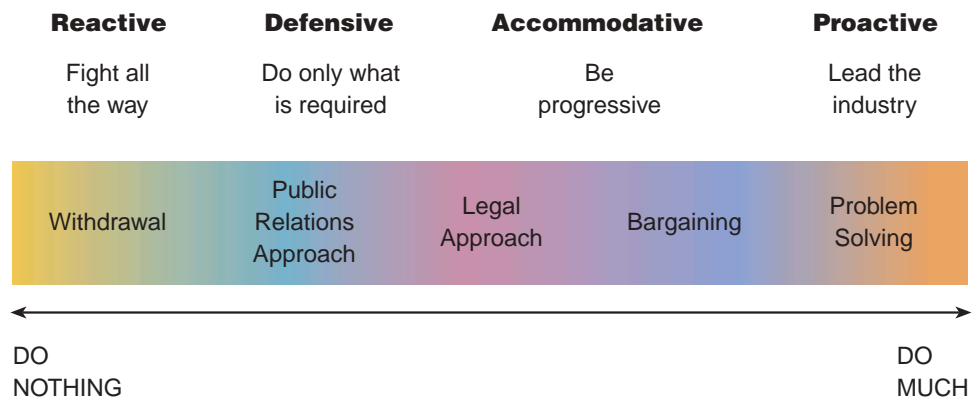 Reactive
Defensive
Accommodative
Proactive
Fight all
the way
Do only what
is required
Be
progressive
Lead the
industry
Withdrawal
Public
Relations
Approach
Legal
Approach
Bargaining
Problem
Solving
DO
NOTHING
DO
MUCH